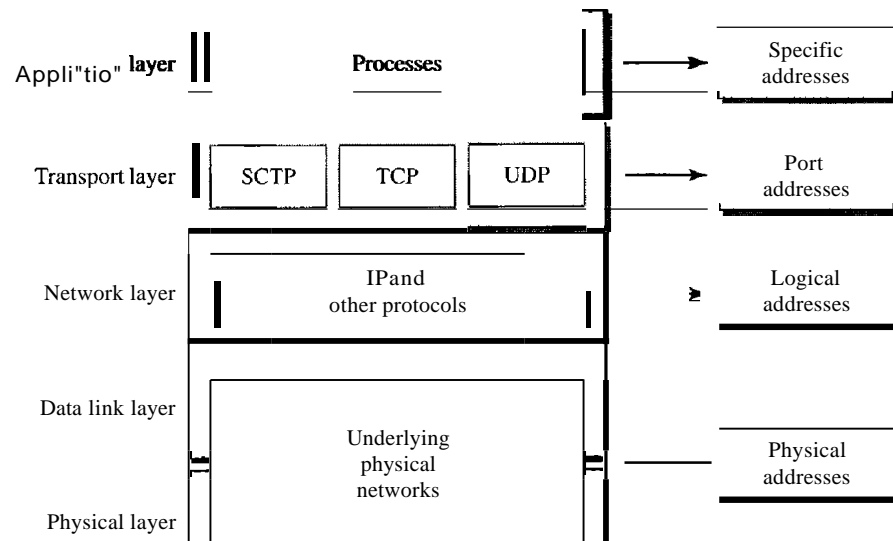 Appli"tio" layer
Processes
Specific
addresses
Transport layer
SCTP
TCP
UDP
Port
addresses
Network layer
IPand
other protocols
Logical
addresses
Data link layer
Underlying
physical
networks
Physical
addresses
Physical layer